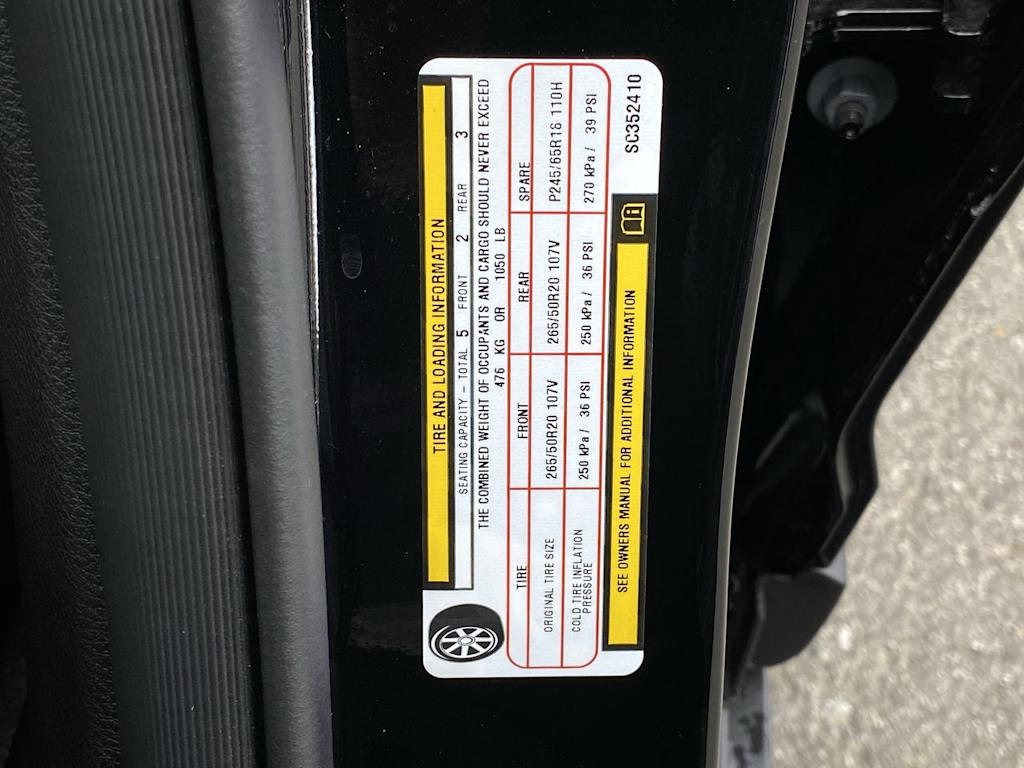 TIRE AND LOADING INFORMATION
SEATING CAPACITY – TOTAL 5 FRONT 2 REAR 3
THE COMBINED WEIGHT OF OCCUPANTS AND CARGO SHOULD NEVER EXCEED
476 KG OR 1050 LB
TIRE FRONT REAR SPARE
ORIGINAL TIRE SIZE 265/50R20 107V 265/50R20 107V P245/65R18 110H
COLD TIRE INFLATION PRESSURE 250 kPa / 36 PSI 250 kPa / 36 PSI 270 kPa / 39 PSI
SEE OWNERS MANUAL FOR ADDITIONAL INFORMATION
SC352410